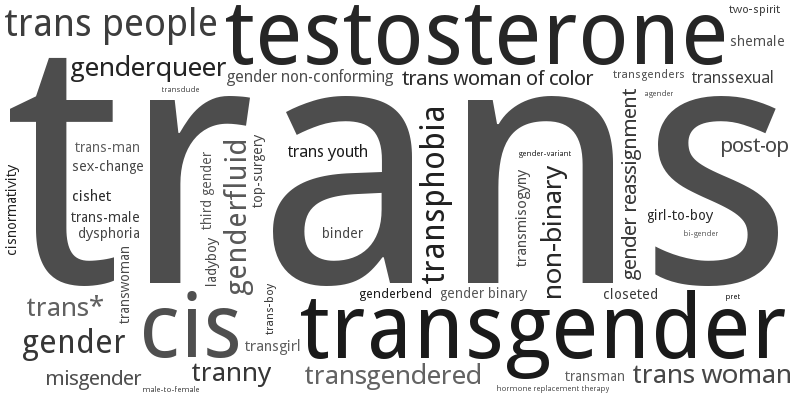 trans people
testosterone
two-spirit
shemale
genderqueer
gender non-conforming
trans woman of color
transgenders
transsexual
transdude
agender
trans
trans-man
sex-change
cishet
trans-male
dysphoria
cisnormativity
third gender
ladyboy
genderfluid
top-surgery
trans youth
binder
transphobia
gender-variant
transmisogyny
non-binary
gender reassignment
post-op
girl-to-boy
bi-gender
transwoman
trans-boy
genderbend
gender binary
closeted
pret
trans*
cis
transgender
gender
transgirl
misgender
male-to-female
tranny
transgendered
hormone replacement therapy
transman
trans woman